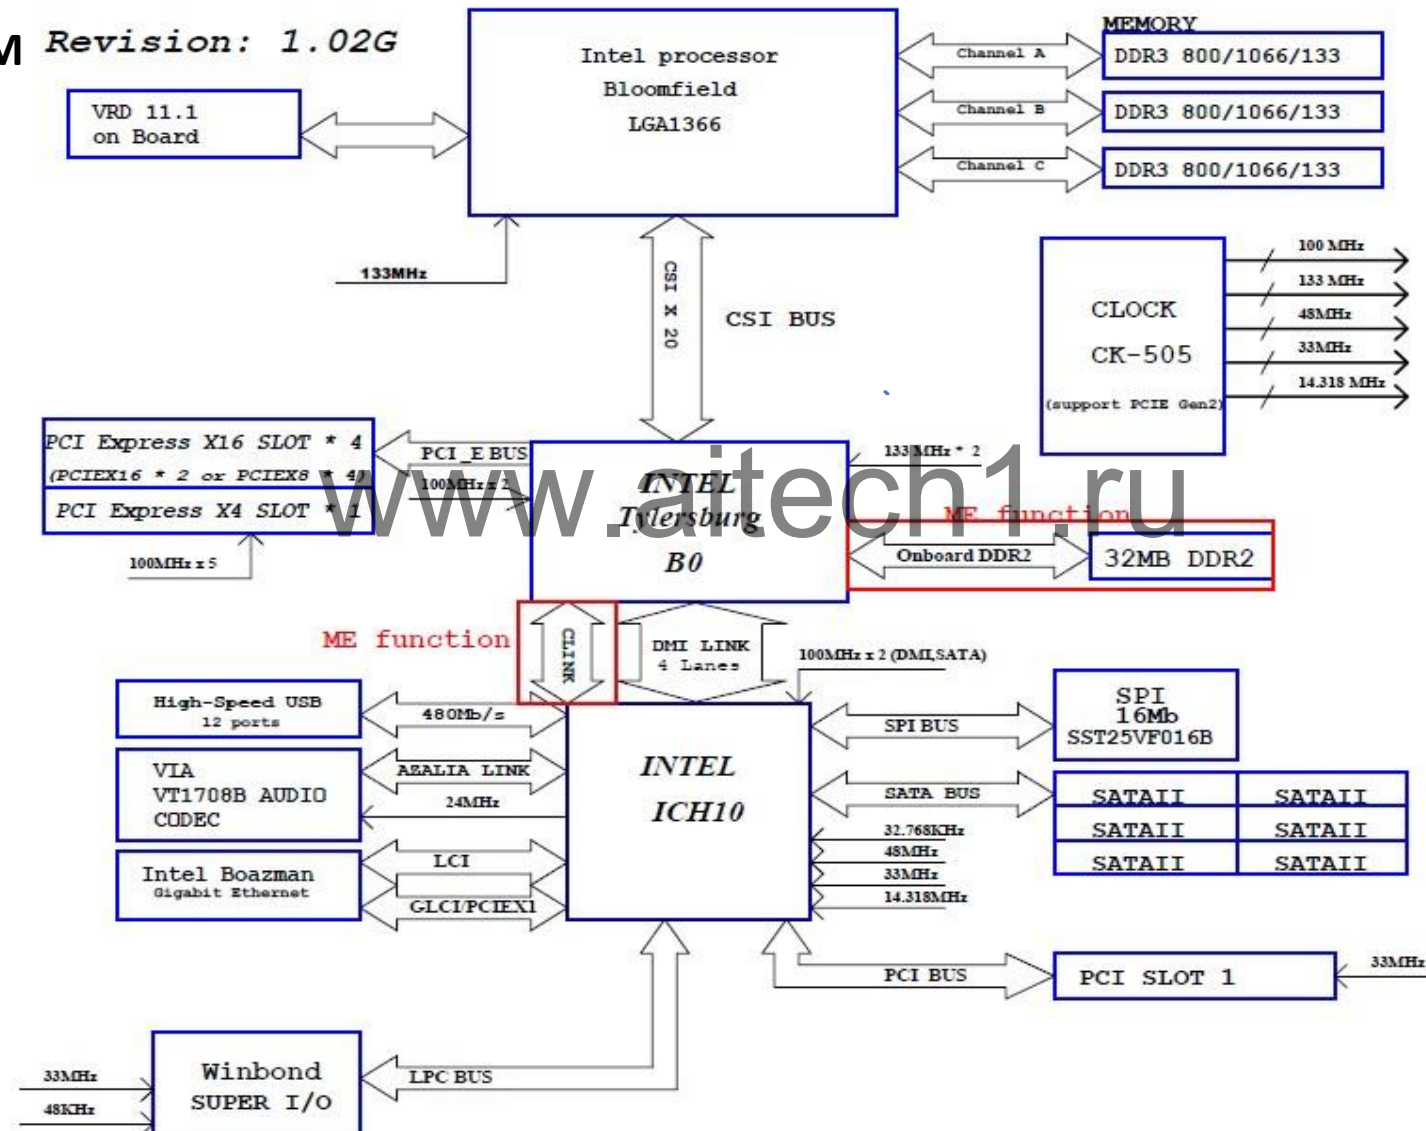 M Revision: 1.02G
VRD 11.1
on Board
Intel processor
Bloomfield
LGA1366
MEMORY
Channel A
DDR3 800/1066/133
Channel B
DDR3 800/1066/133
Channel C
DDR3 800/1066/133
133MHz
CSI X 20
CSI BUS
CLOCK
CK-505
(support PCIE Gen2)
100 MHz
133 MHz
48MHz
33MHz
14.318 MHz
PCI Express X16 SLOT * 4
(PCIEX16 * 2 or PCIEX8 * 4)
PCI Express X4 SLOT * 1
100MHz x 5
PCI_E BUS
100MHz x 2
INTEL
Tylersburg
B0
133 MHz * 2
www.aitech1.ru
ME function
Onboard DDR2
32MB DDR2
ME function
CLINK
DMI LINK
4 Lanes
100MHz x 2 (DMI,SATA)
High-Speed USB
12 ports
480Mb/s
VIA
VT1708B AUDIO
CODEC
AZALIA LINK
24MHz
Intel Boazman
Gigabit Ethernet
LCI
GLCI/PCIEX1
INTEL
ICH10
SPI BUS
SPI
16Mb
SST25VF016B
SATA BUS
SATAII SATAII
SATAII SATAII
SATAII SATAII
32.768KHz
48MHz
33MHz
14.318MHz
PCI BUS
PCI SLOT 1
33MHz
33MHz
48KHz
Winbond
SUPER I/O
LPC BUS